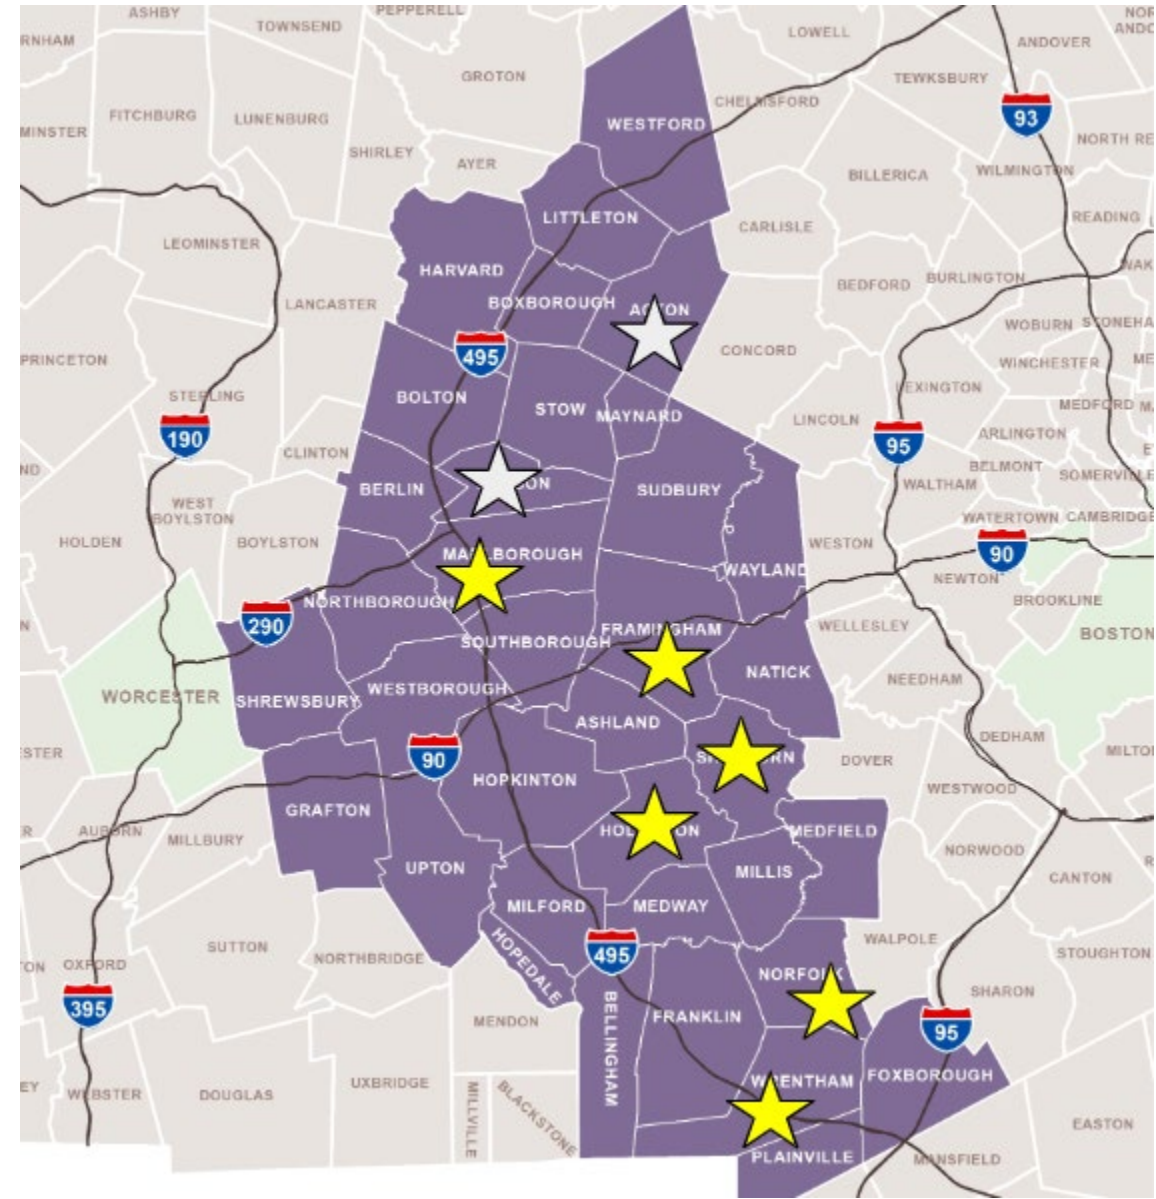 ASHBY
PEPPERELL
TOWNSEND
LOWELL
ANDOVER
GROTON
TEWKSBURY
CHELMSFORD
FITCHBURG
LUNENBURG
WESTFORD
93
SHIRLEY
AYER
WILMINGTON
BILLERICA
LITTLETON
READING
CARLISLE
LEOMINSTER
HARVARD
BEDFORD
BURLINGTON
LANCASTER
BOXBOROUGH
WOBURN
CONCORD
495
PRINCETON
WINCHESTER
LEXINGTON
STERLING
BOLTON
STOW
MAYNARD
MEDFORD
LINCOLN
190
95
ARLINGTON
CLINTON
BELMONT
SOMERVILLE
WALTHAM
BERLIN
SUDBURY
WEST
BOYLSTON
WATERTOWN
CAMBRIDGE
HOLDEN
BOYLSTON
WESTON
90
MARLBOROUGH
WAYLAND
NEWTON
NORTHBOROUGH
BROOKLINE
290
FRAMINGHAM
WELLESLEY
BOSTON
SOUTHBOROUGH
NATICK
NEEDHAM
WORCESTER
SHREWSBURY
WESTBOROUGH
ASHLAND
DEDHAM
90
DOVER
HOPKINTON
WESTWOOD
GRAFTON
AUBURN
MILLBURY
MEDFIELD
NORWOOD
UPTON
MILLIS
CANTON
MILFORD
MEDWAY
SUTTON
NORTHBRIDGE
HOPEDALE
495
WALPOLE
STOUGHTON
OXFORD
NORFOLK
SHARON
395
MENDON
BELLINGHAM
FRANKLIN
95
WEBSTER
DOUGLAS
UXBRIDGE
MILLVILLE
BLACKSTONE
WRENTHAM
FOXBOROUGH
EASTON
PLAINVILLE
MANSFIELD